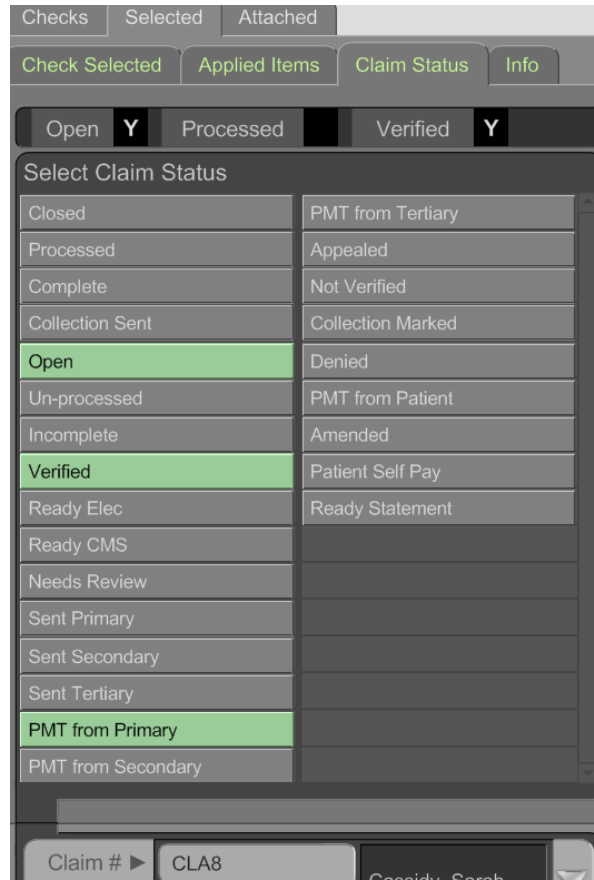 Checks Selected Attached
Check Selected Applied Items Claim Status Info
Open Y Processed Verified Y
Select Claim Status
Closed
Processed
Complete
Collection Sent
Open
Un-processed
Incomplete
Verified
Ready Elec
Ready CMS
Needs Review
Sent Primary
Sent Secondary
Sent Tertiary
PMT from Primary
PMT from Secondary
PMT from Tertiary
Appealed
Not Verified
Collection Marked
Denied
PMT from Patient
Amended
Patient Self Pay
Ready Statement
Claim # ► CLA8 Cassidy, Sarah